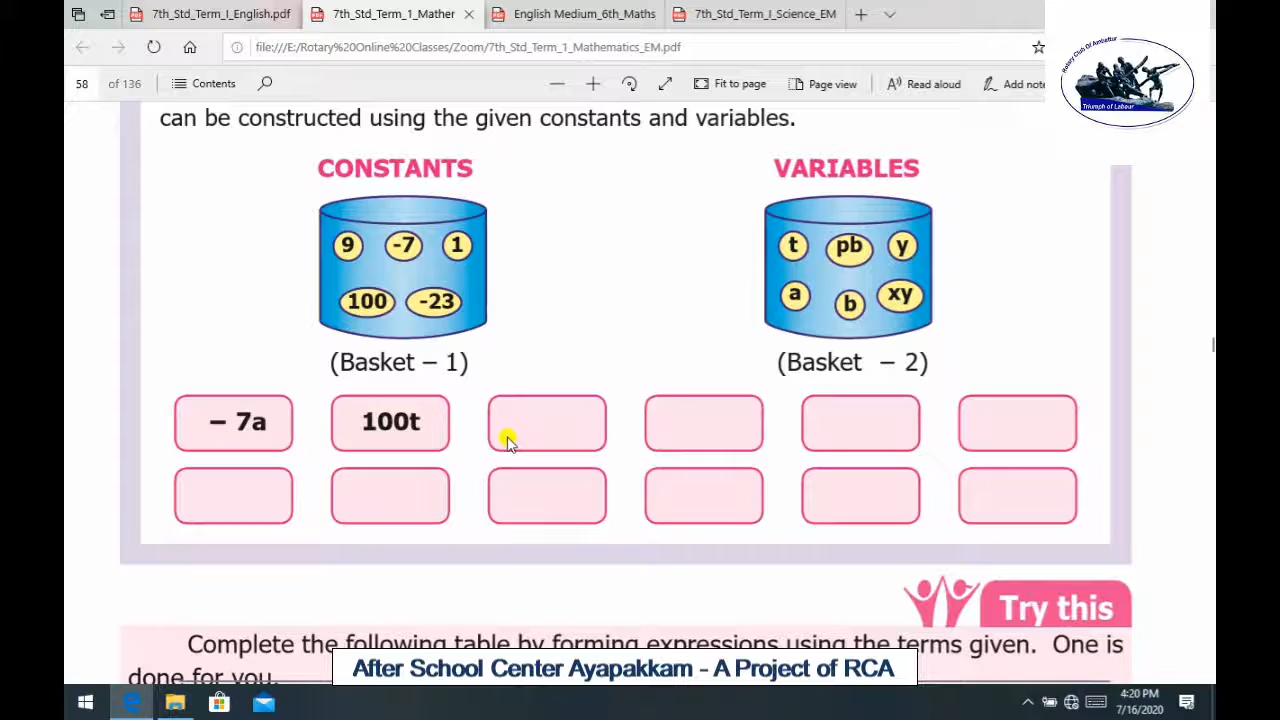 7th_Std_Term_I_English.pdf
7th_Std_Term_1_Mather
English Medium_6th_Maths
7th_Std_Term_I_Science_EM
file:///E:/Rotary%20Online%20Classes/Zoom/7th_Std_Term_1_Mathematics_EM.pdf
58 of 136
Contents
Fit to page
Page view
Read aloud
Add note
Rotary Club Of Ambattur
Triumph of Labour
can be constructed using the given constants and variables.
CONSTANTS
VARIABLES
9 -7 1
100 -23
t pb y
a b xy
(Basket – 1)
(Basket – 2)
– 7a
100t
Try this
Complete the following table by forming expressions using the terms given. One is
done for you.
After School Center Ayapakkam - A Project of RCA
4:20 PM
7/16/2020